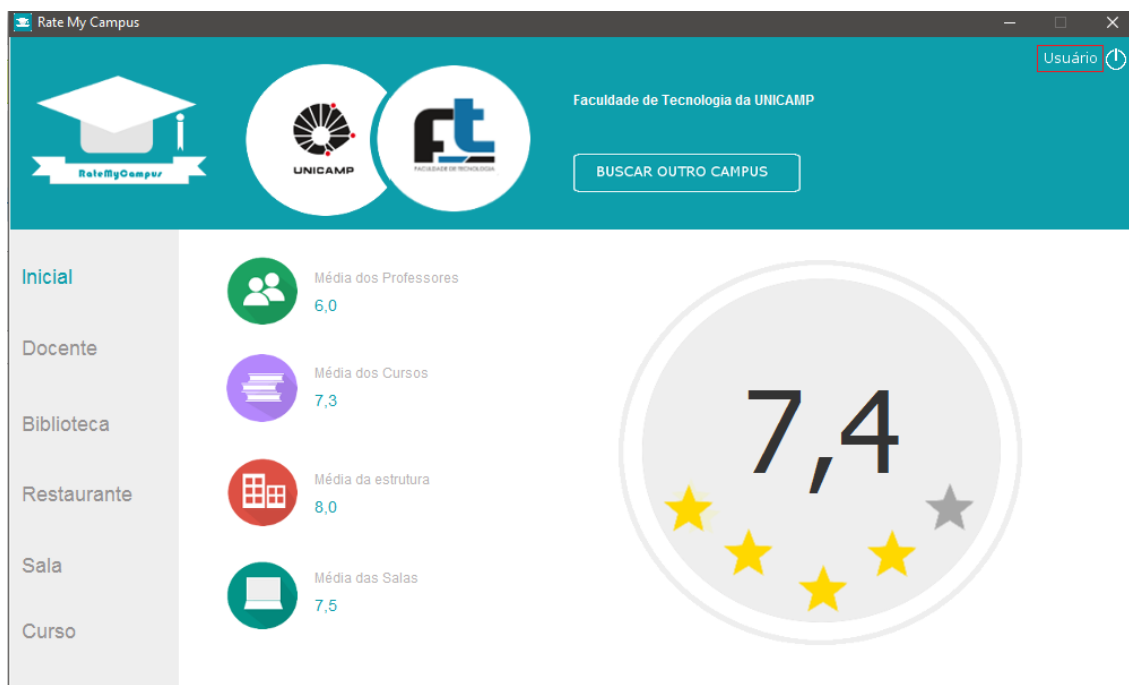 Rate My Campus
Usuário
RateMyCampus
UNICAMP
ft
FACULDADE DE TECNOLOGIA
Faculdade de Tecnologia da UNICAMP
BUSCAR OUTRO CAMPUS
Inicial
Docente
Biblioteca
Restaurante
Sala
Curso
Média dos Professores
6,0
Média dos Cursos
7,3
Média da estrutura
8,0
Média das Salas
7,5
7,4